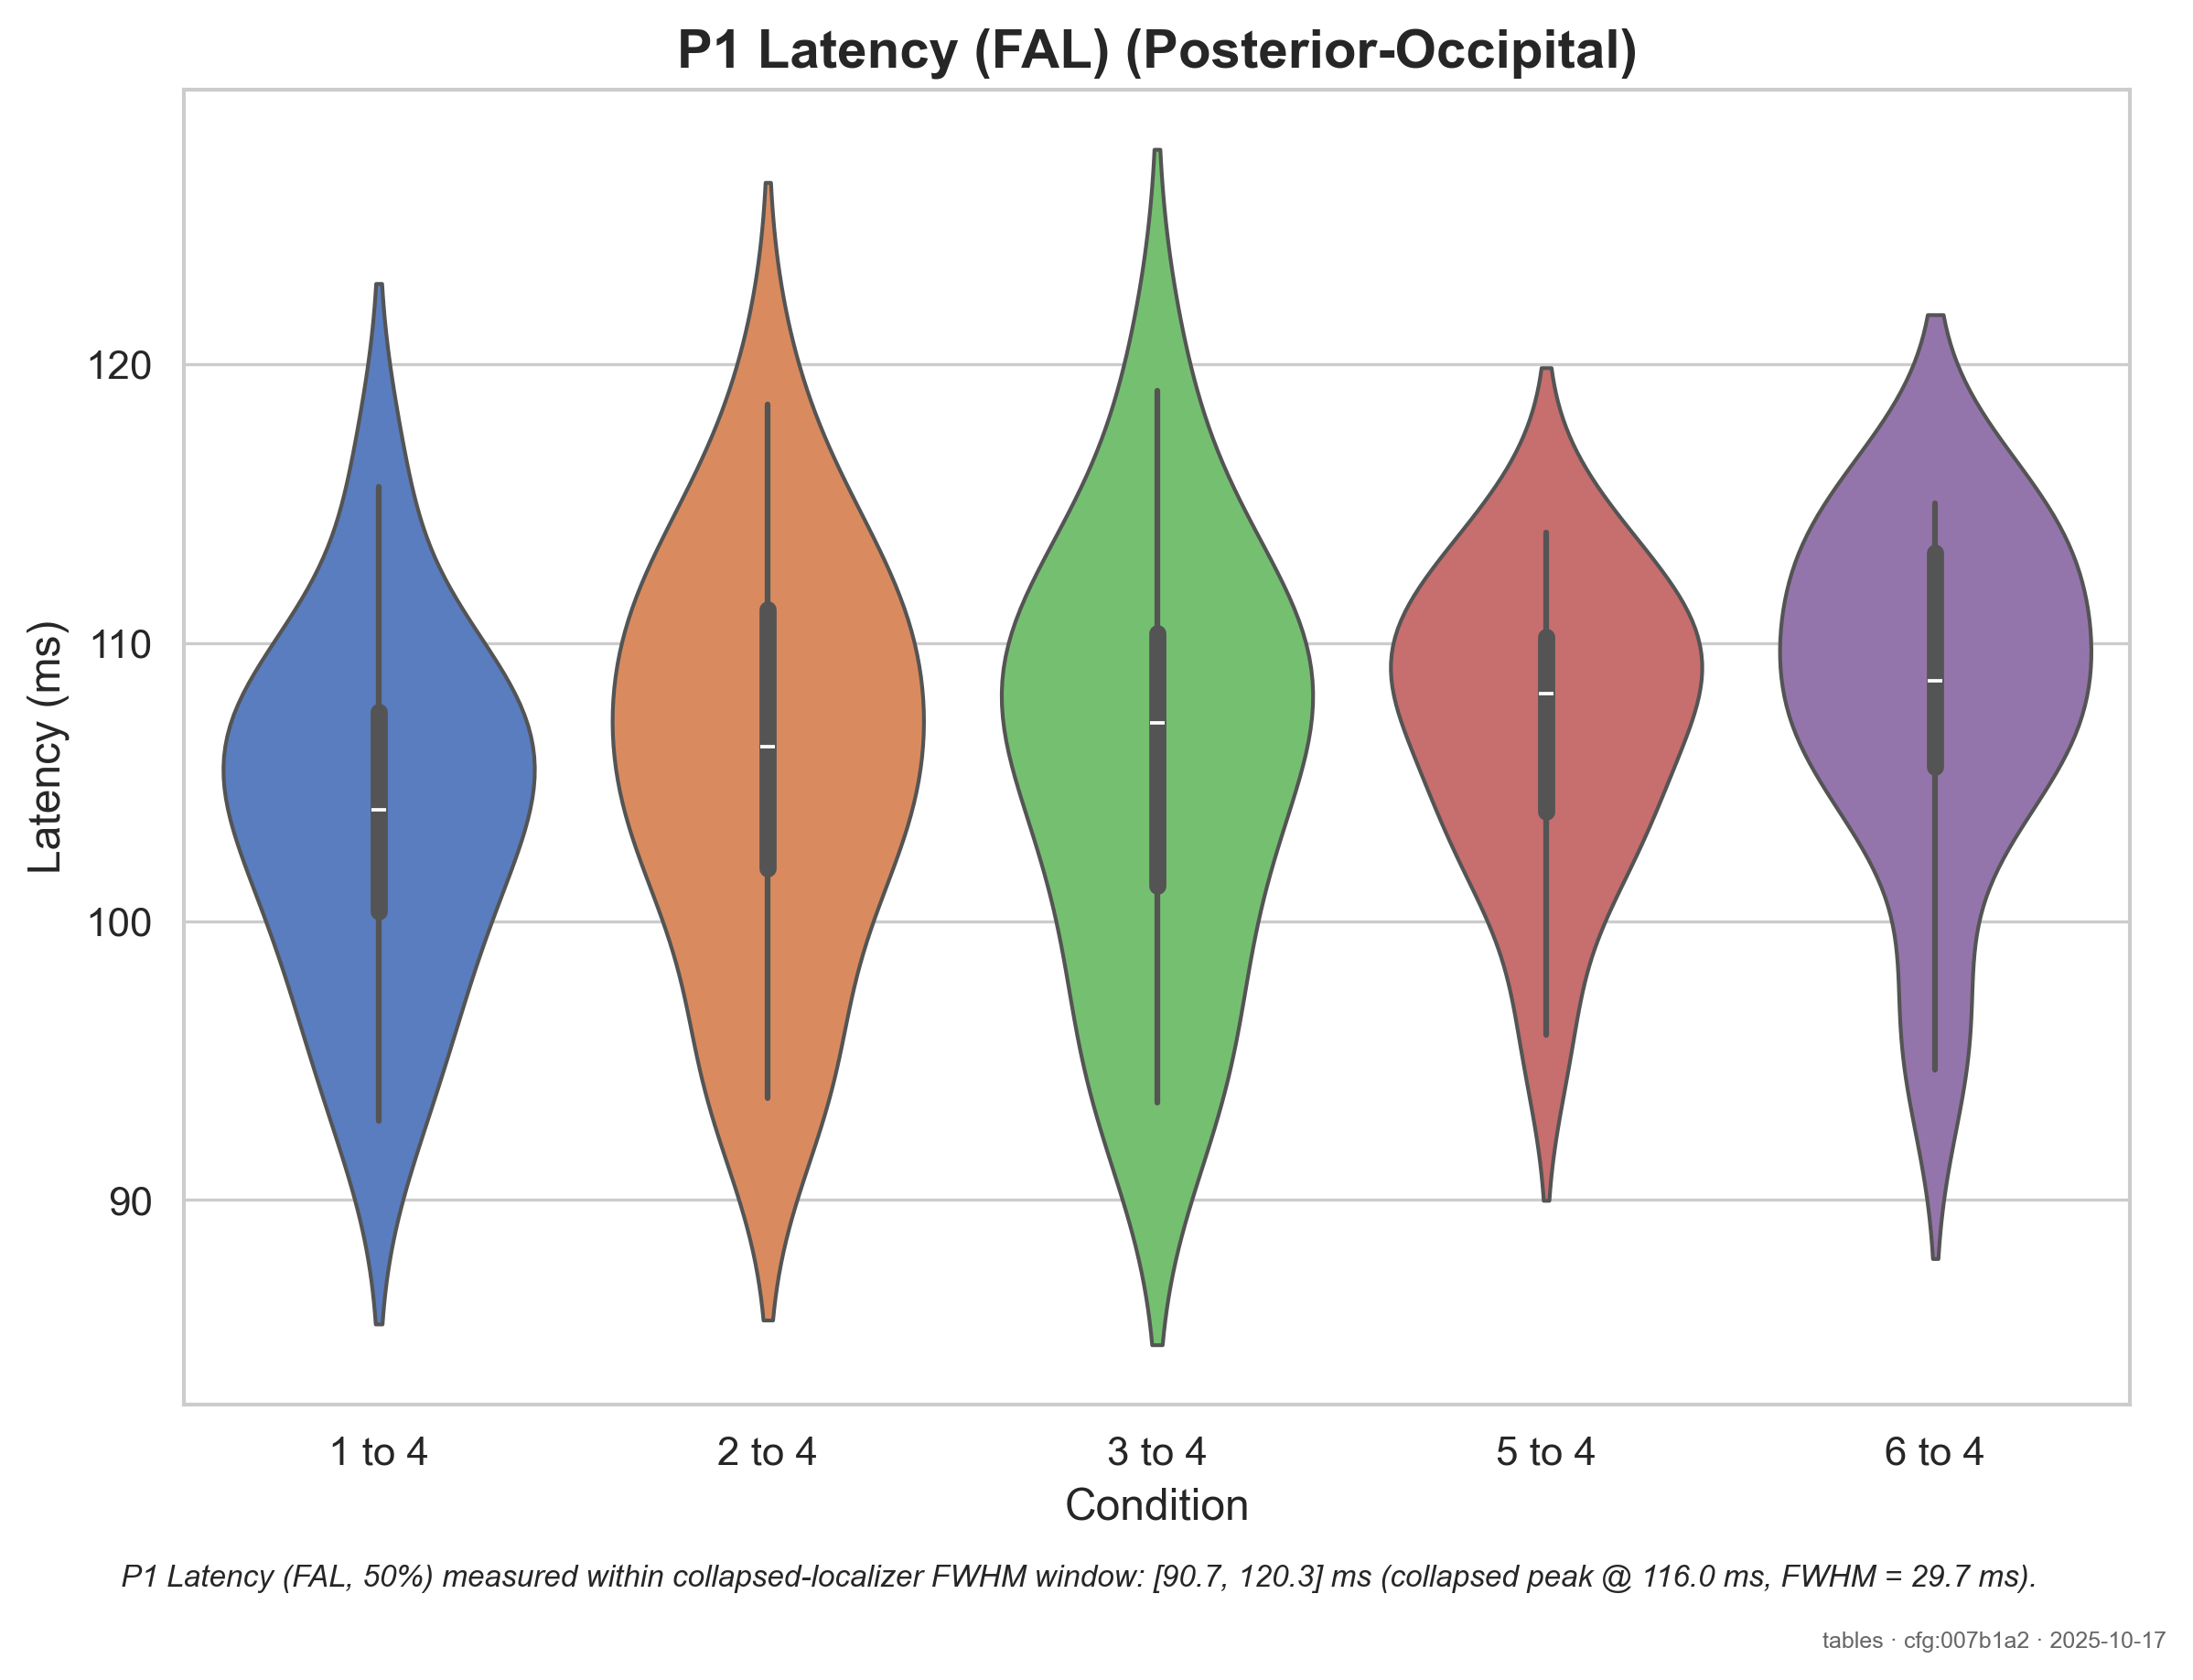 P1 Latency (FAL) (Posterior-Occipital)
Latency (ms)
120
110
100
90
1 to 4
2 to 4
3 to 4
5 to 4
6 to 4
Condition
P1 Latency (FAL, 50%) measured within collapsed-localizer FWHM window: [90.7, 120.3] ms (collapsed peak @ 116.0 ms, FWHM = 29.7 ms).
tables · cfg:007b1a2 · 2025-10-17